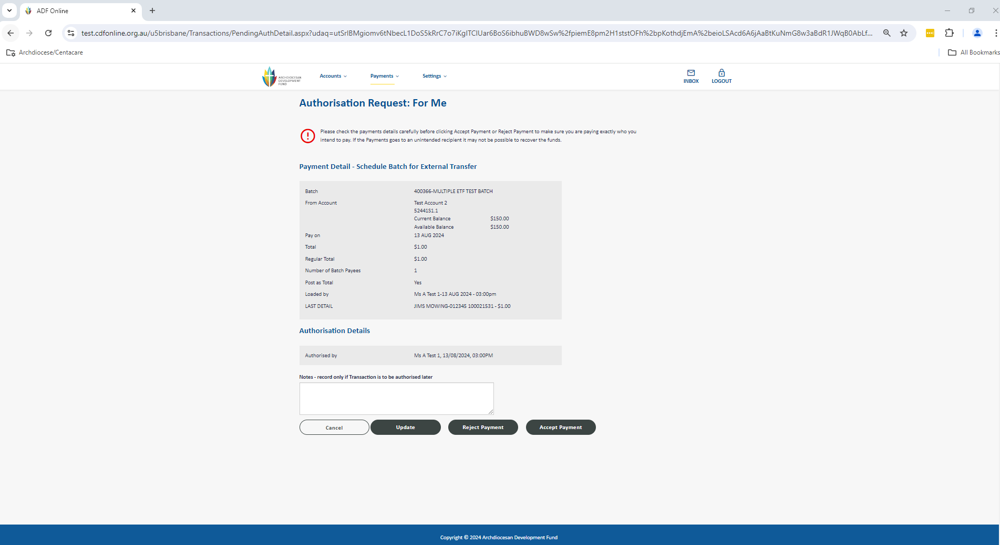 ADF Online
test.cdfonline.org.au/u5brisbane/Transactions/PendingAuthDetail.aspx?udaq=
Archdiocese/Centacare
All Bookmarks
ARCHDIOCESAN
DEVELOPMENT
FUND
Accounts
Payments
Settings
INBOX
LOGOUT
Authorisation Request: For Me
Please check the payments details carefully before clicking Accept Payment or Reject Payment to make sure you are paying exactly who you
intend to pay. If the Payments goes to an unintended recipient it may not be possible to recover the funds.
Payment Detail - Schedule Batch for External Transfer
Batch 400366-MULTIPLE ETF TEST BATCH
From Account Test Account 2
52441S1.1
Current Balance $150.00
Available Balance $150.00
Pay on 13 AUG 2024
Total $1.00
Regular Total $1.00
Number of Batch Payees 1
Post as Total Yes
Loaded by Ms A Test 1-13 AUG 2024 - 03:00pm
LAST DETAIL JIMS MOWING-012345 100021531 - $1.00
Authorisation Details
Authorised by Ms A Test 1, 13/08/2024, 03:00PM
Notes - record only if Transaction is to be authorised later
Cancel
Update
Reject Payment
Accept Payment
Copyright © 2024 Archdiocesan Development Fund